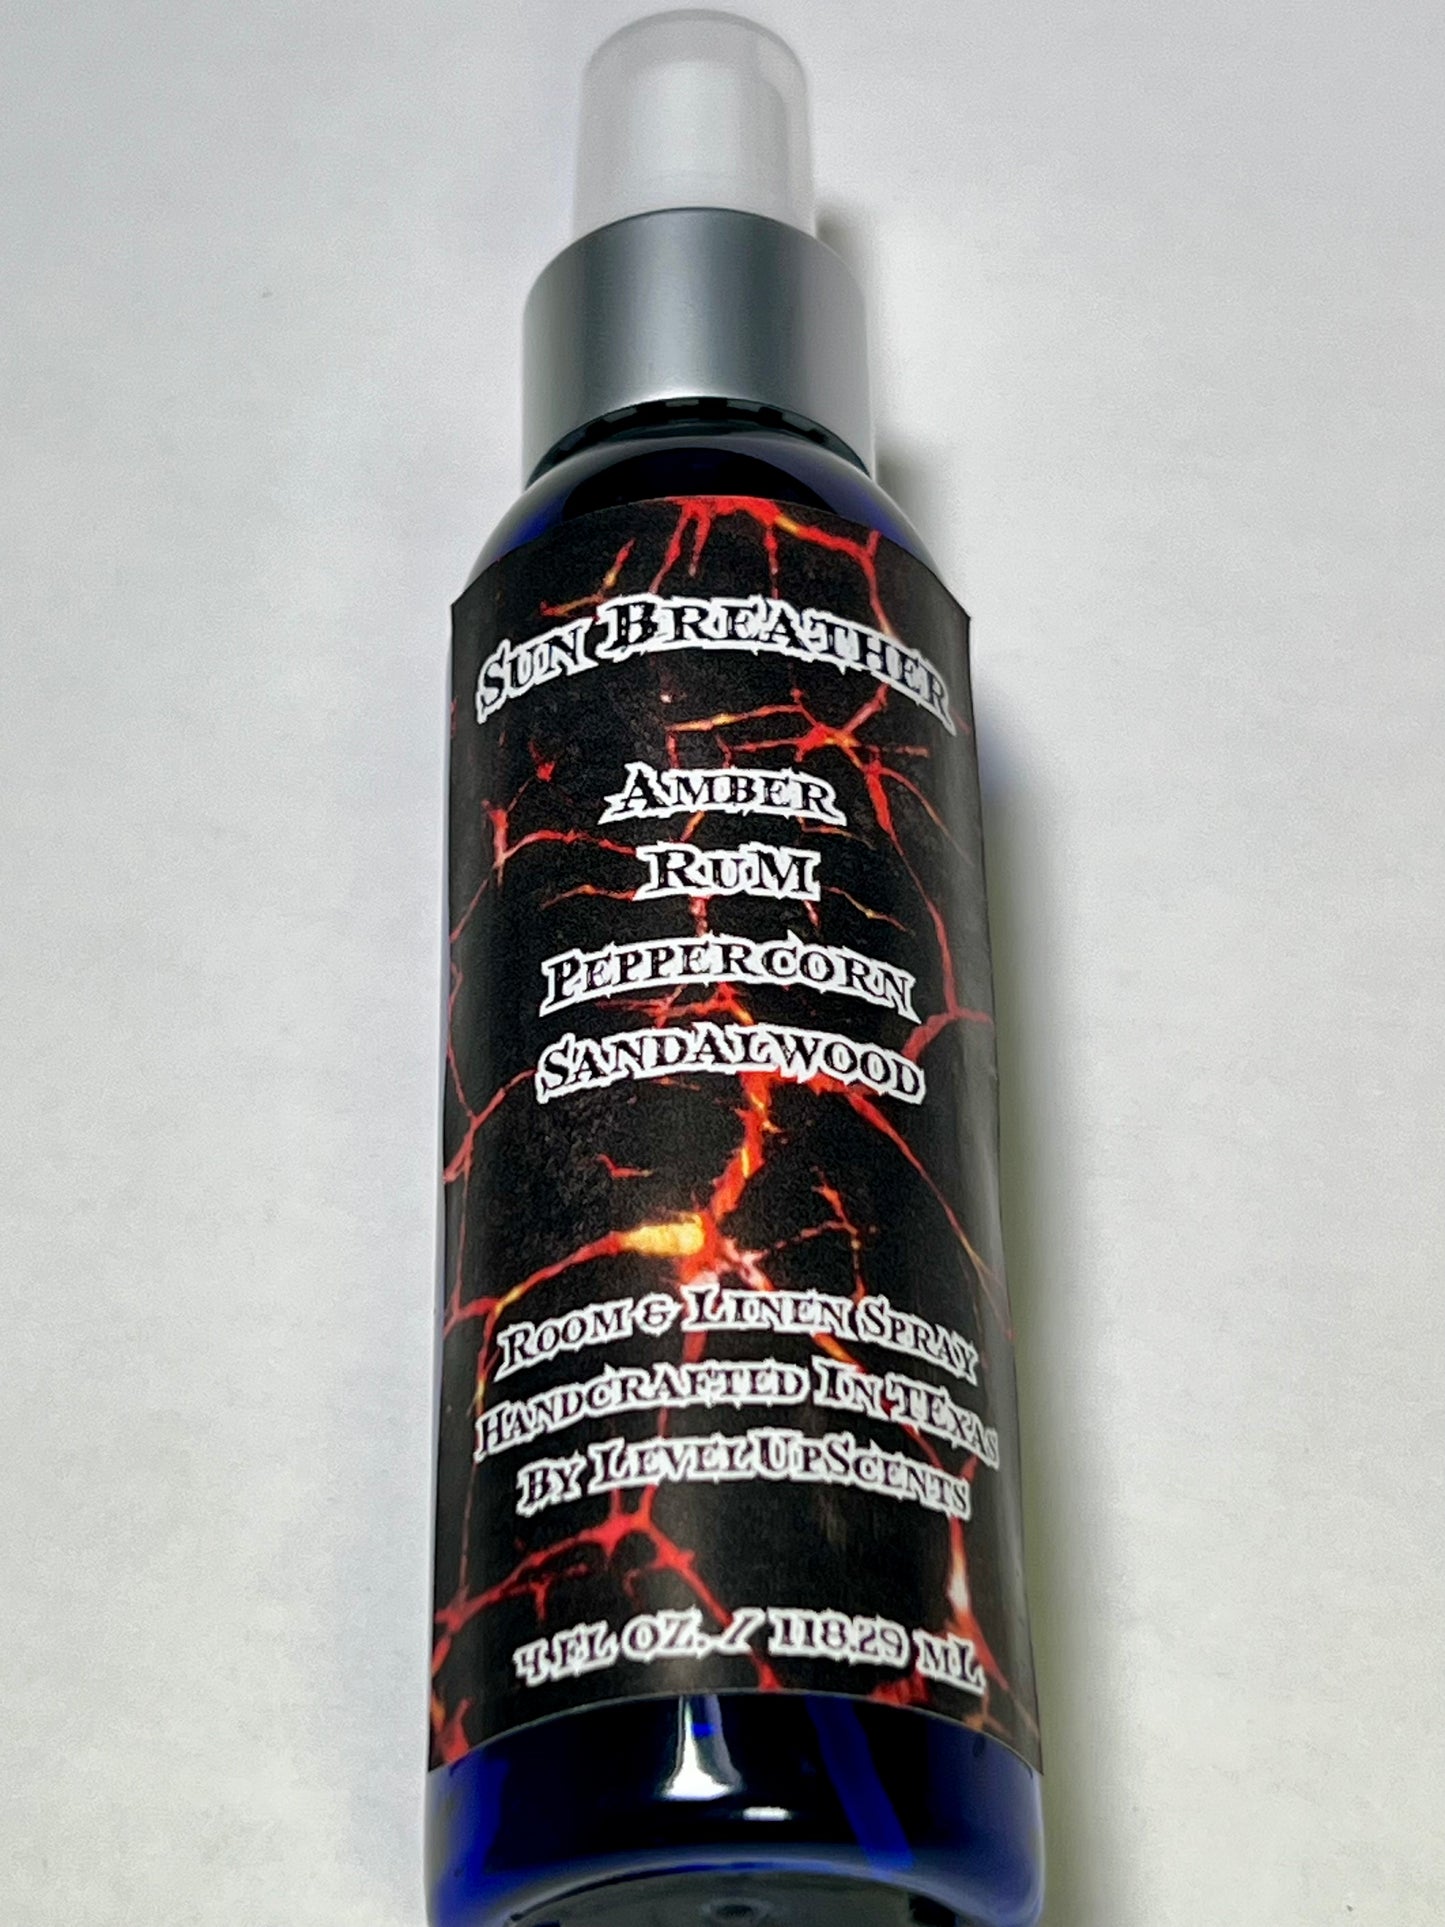 Sun Breather
Amber
Rum
Peppercorn
Sandalwood
Room & Linen Spray
Handcrafted In Texas
By LevelUpScents
4 fl oz. / 118.29 mL